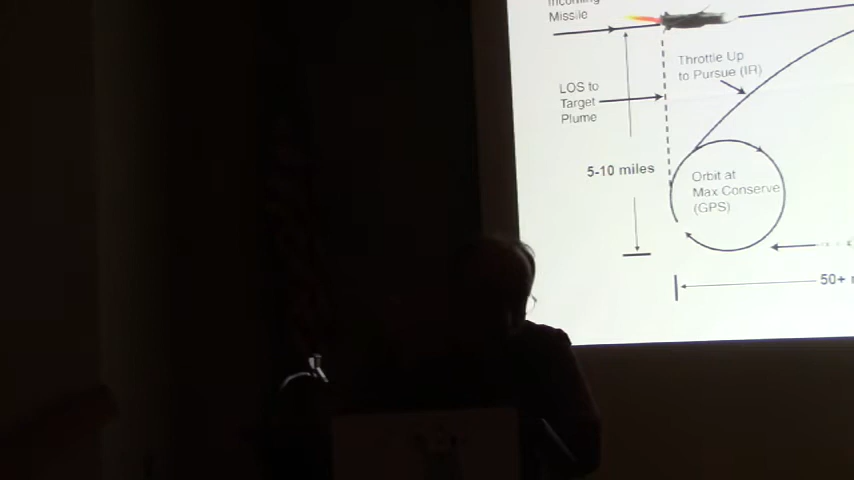 Incoming
Missile
Throttle Up
to Pursue (IR)
LOS to
Target
Plume
5-10 miles
Orbit at
Max Conserve
(GPS)
50+